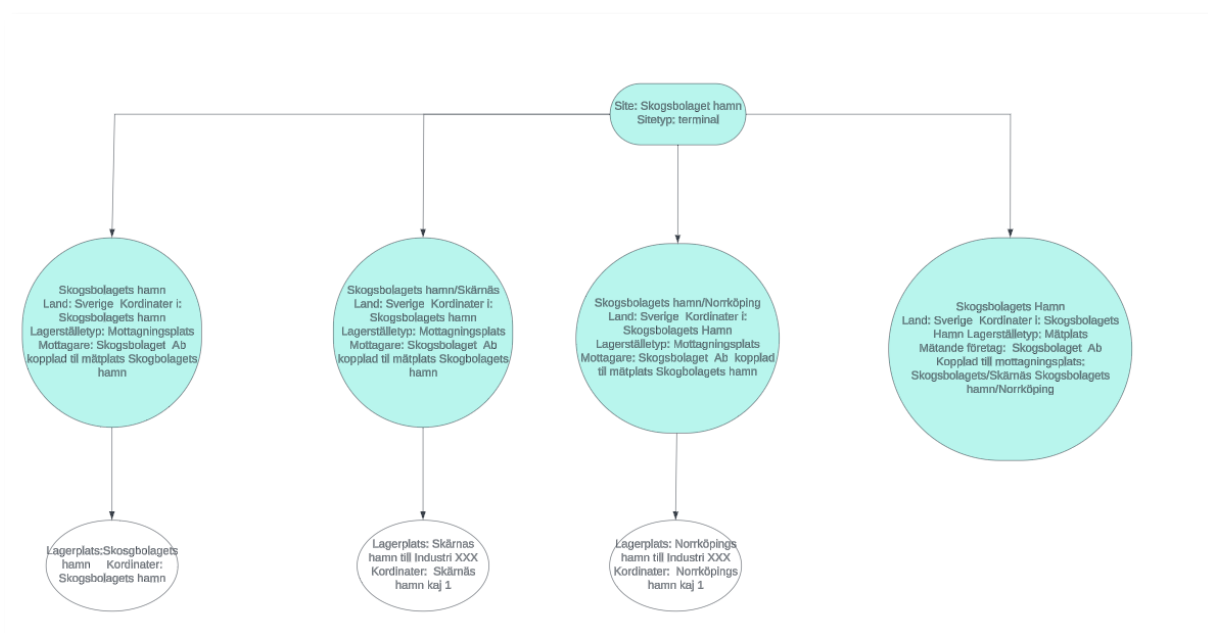 Site: Skogsbolaget hamn
Sitetyp: terminal
Skogsbolagets hamn
Land: Sverige Kordinater i:
Skogsbolagets hamn
Lagerställetyp: Mottagningsplats
Mottagare: Skogsbolaget Ab
kopplad til mätplats Skogbolagets
hamn
Skogsbolagets hamn/Skärnäs
Land: Sverige Kordinater i:
Skogsbolagets hamn
Lagerställetyp: Mottagningsplats
Mottagare: Skogsbolaget Ab
kopplad til mätplats Skogbolagets
hamn
Skogsbolagets hamn/Norrköping
Land: Sverige Kordinater i:
Skogsbolagets Hamn
Lagerställetyp: Mottagningsplats
Mottagare: Skogsbolaget Ab kopplad
til mätplats Skogbolagets hamn
Skogsbolagets Hamn
Land: Sverige Kordinater i: Skogsbolagets
Hamn Lagerställetyp: Mätplats
Mätande företag: Skogsbolaget Ab
Kopplad till mottagningsplats;
Skogsbolagets/Skärnäs Skogsbolagets
hamn/Norrköping
Lagerplats:Skosgbolagets
hamn Kordinater:
Skogsbolagets hamn
Lagerplats: Skärnas
hamn till Industri XXX
Kordinater: Skärnäs
hamn kaj 1
Lagerplats: Norrköpings
hamn till Industri XXX
Kordinater: Norrköpings
hamn kaj 1